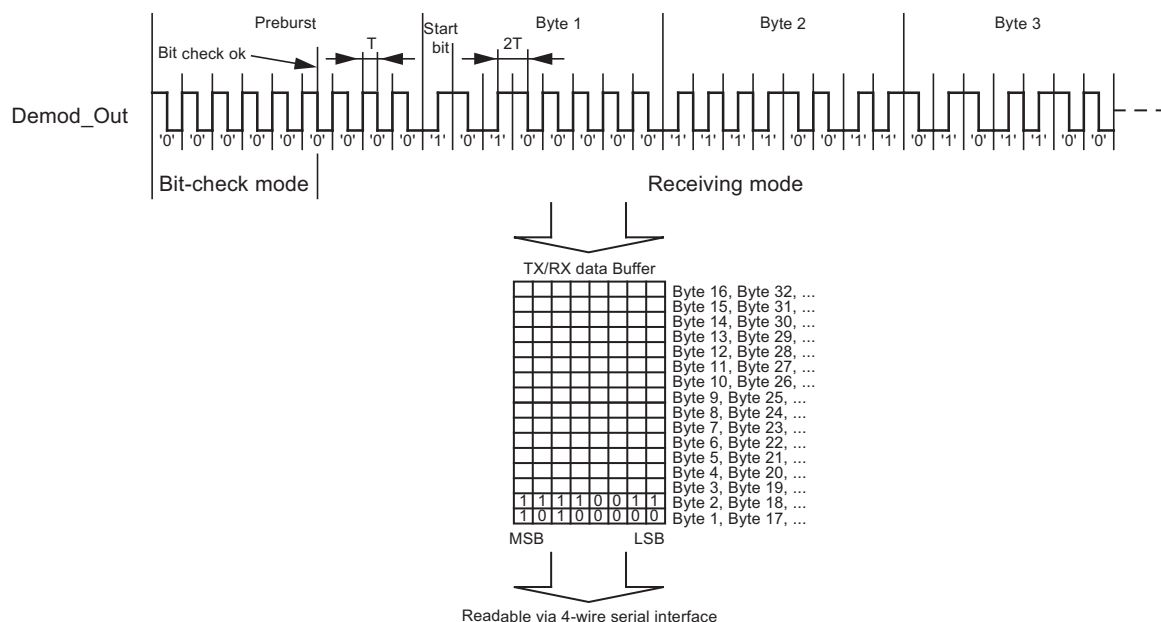 Preburst
Start bit
Byte 1
Byte 2
Byte 3
Bit check ok
T
2T
Demod_Out
'0' '0' '0' '0' '0' '0' '0' '0' '0' '1' '0' '1' '0' '0' '0' '0' '0' '1' '1' '1' '1' '0' '0' '1' '1' '0' '1' '0' '1' '1' '0' '0'
Bit-check mode
Receiving mode
TX/RX data Buffer
Byte 16, Byte 32, ...
Byte 15, Byte 31, ...
Byte 14, Byte 30, ...
Byte 13, Byte 29, ...
Byte 12, Byte 28, ...
Byte 11, Byte 27, ...
Byte 10, Byte 26, ...
Byte 9, Byte 25, ...
Byte 8, Byte 24, ...
Byte 7, Byte 23, ...
Byte 6, Byte 22, ...
Byte 5, Byte 21, ...
Byte 4, Byte 20, ...
Byte 3, Byte 19, ...
1 1 1 1 0 0 1 1 Byte 2, Byte 18, ...
1 0 1 0 0 0 0 0 Byte 1, Byte 17, ...
MSB LSB
Readable via 4-wire serial interface